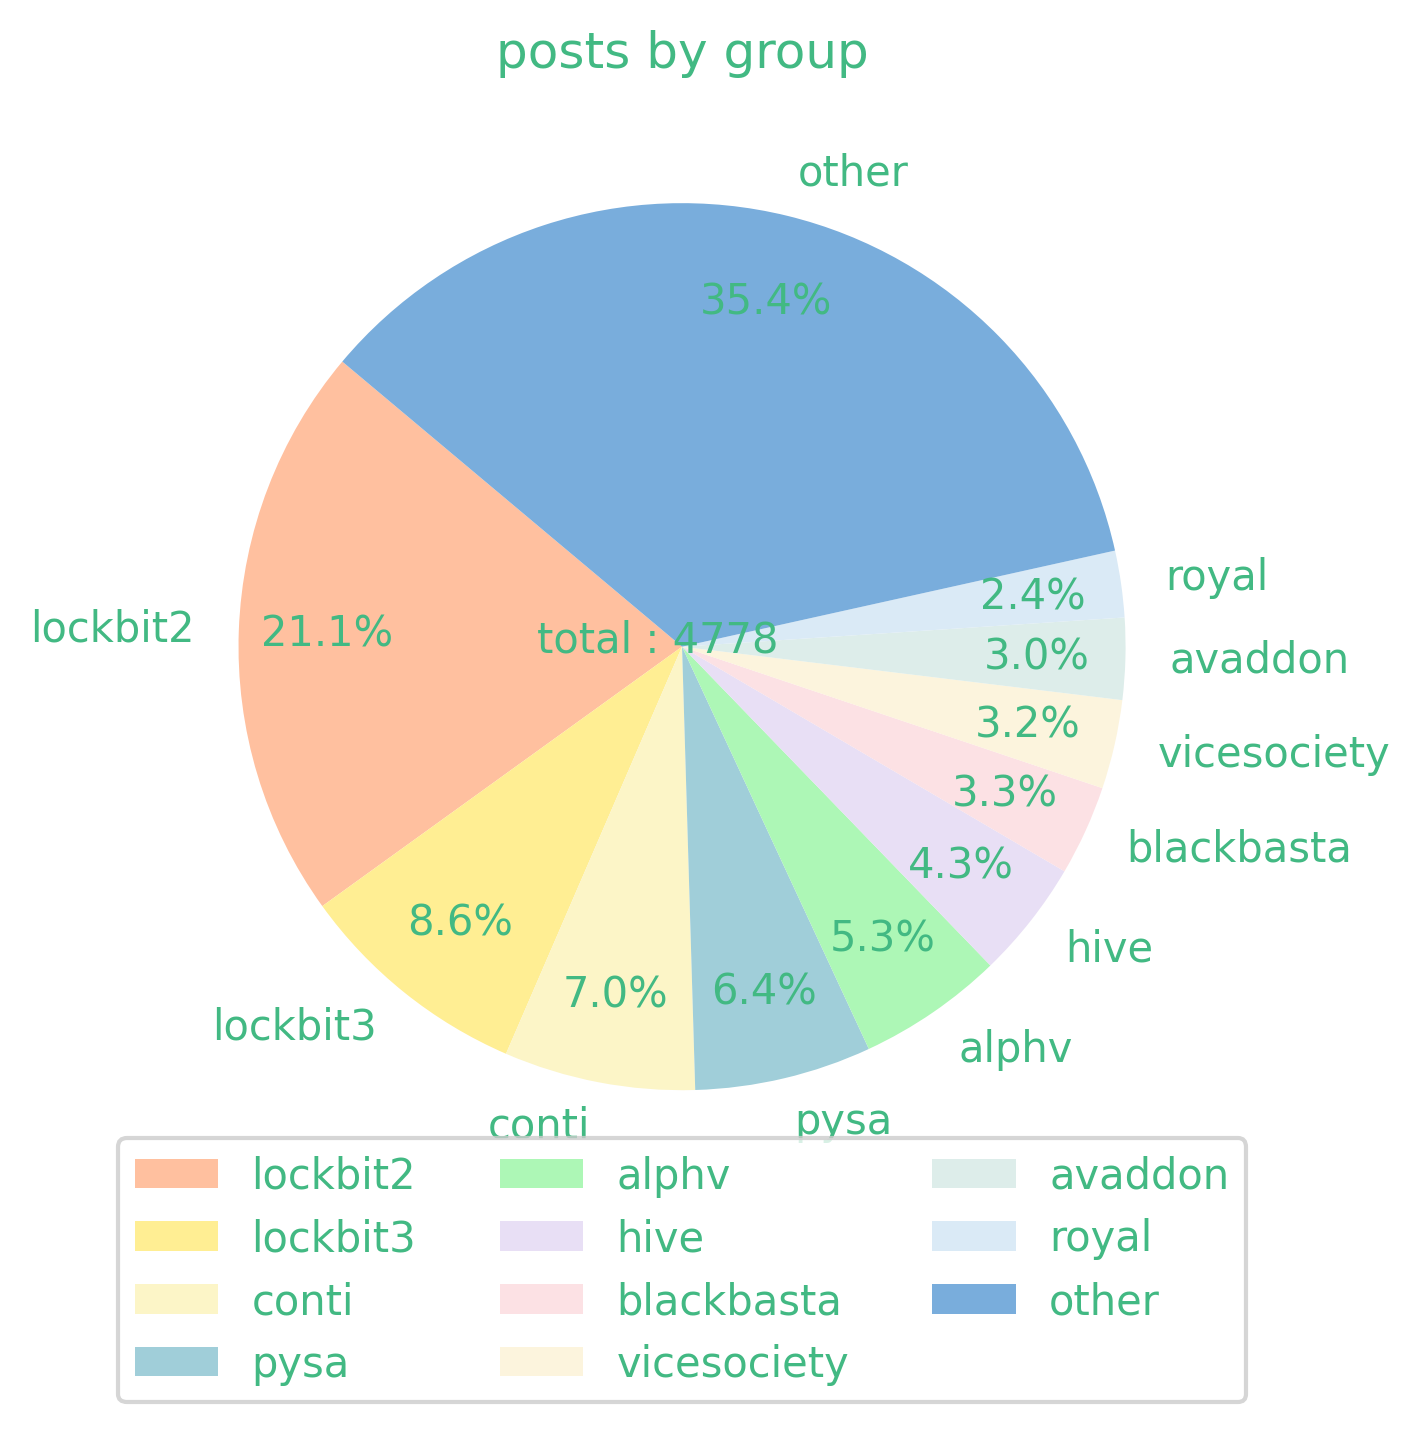 posts by group
other
35.4%
royal
2.4%
lockbit2
21.1%
total : 4778
avaddon
3.0%
vicesociety
3.2%
blackbasta
3.3%
hive
4.3%
8.6%
5.3%
7.0%
6.4%
lockbit3
alphv
conti
pysa
lockbit2
lockbit3
conti
pysa
alphv
hive
blackbasta
vicesociety
avaddon
royal
other